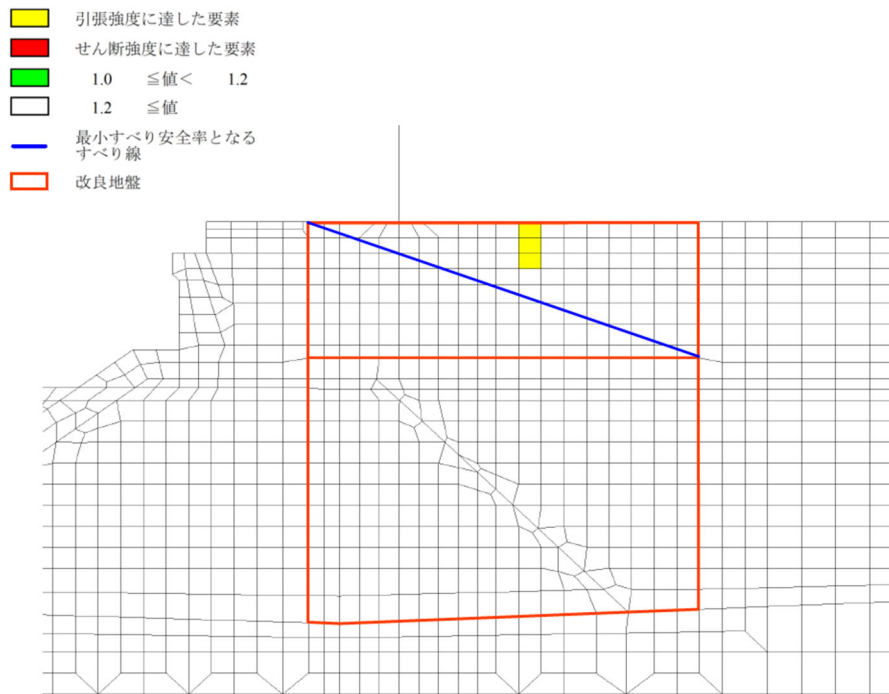 引張強度に達した要素
せん断強度に達した要素
1.0 ≦値< 1.2
1.2 ≦値
最小すべり安全率となる
すべり線
改良地盤